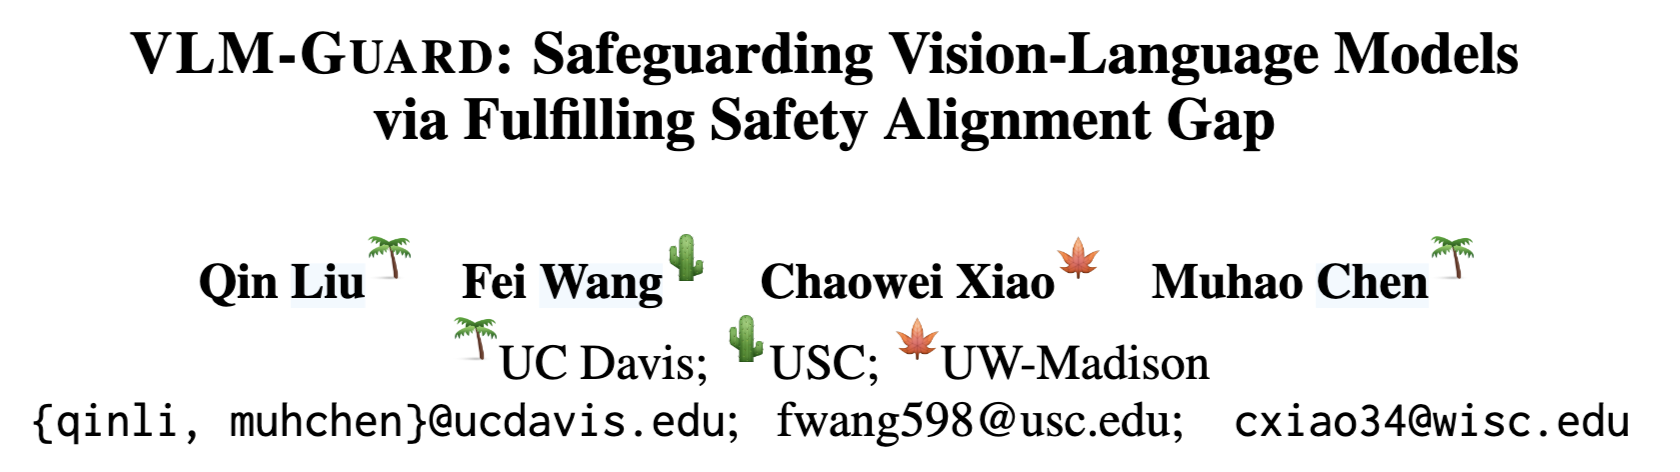 VLM-GUARD: Safeguarding Vision-Language Models
via Fulfilling Safety Alignment Gap
Qin Liu🌴 Fei Wang🌵 Chaowei Xiao🍁 Muhao Chen🌴
🌴UC Davis; 🌵USC; 🍁UW-Madison
{qinli, muhchen}@ucdavis.edu; fwang598@usc.edu; cxiao34@wisc.edu